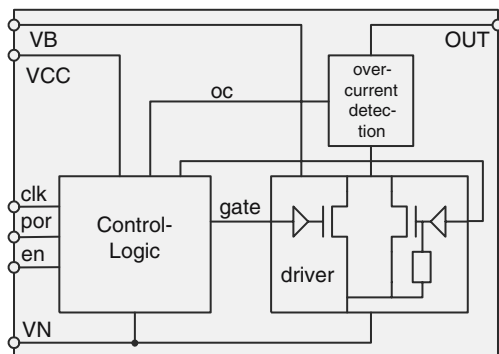 VB
OUT
VCC
over-
current
detec-
tion
oc
clk
por
en
Control-
Logic
gate
driver
VN